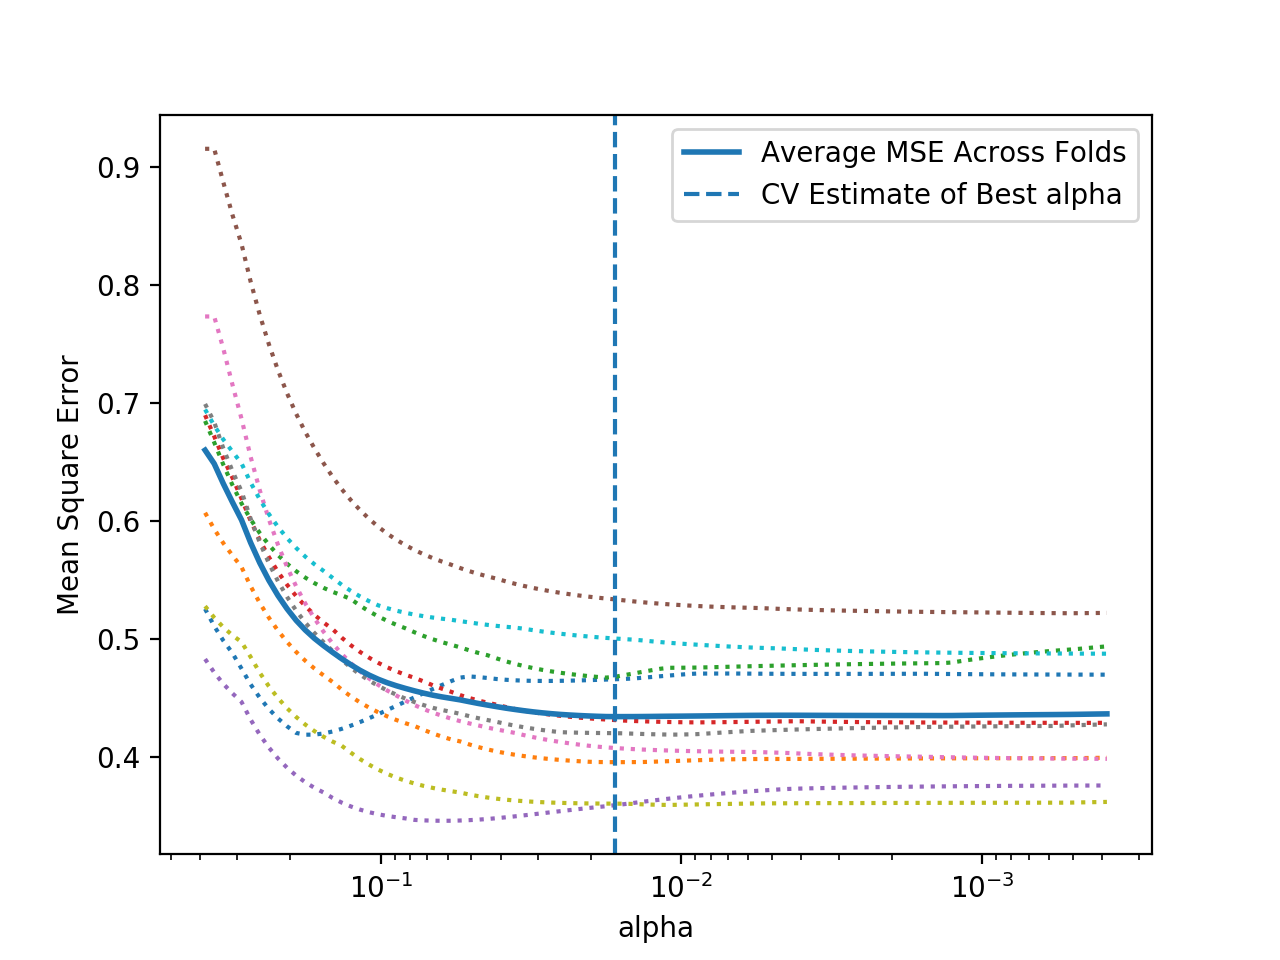 Average MSE Across Folds
CV Estimate of Best alpha
0.9
0.8
0.7
0.6
0.5
0.4
Mean Square Error
10⁻¹
10⁻²
10⁻³
alpha